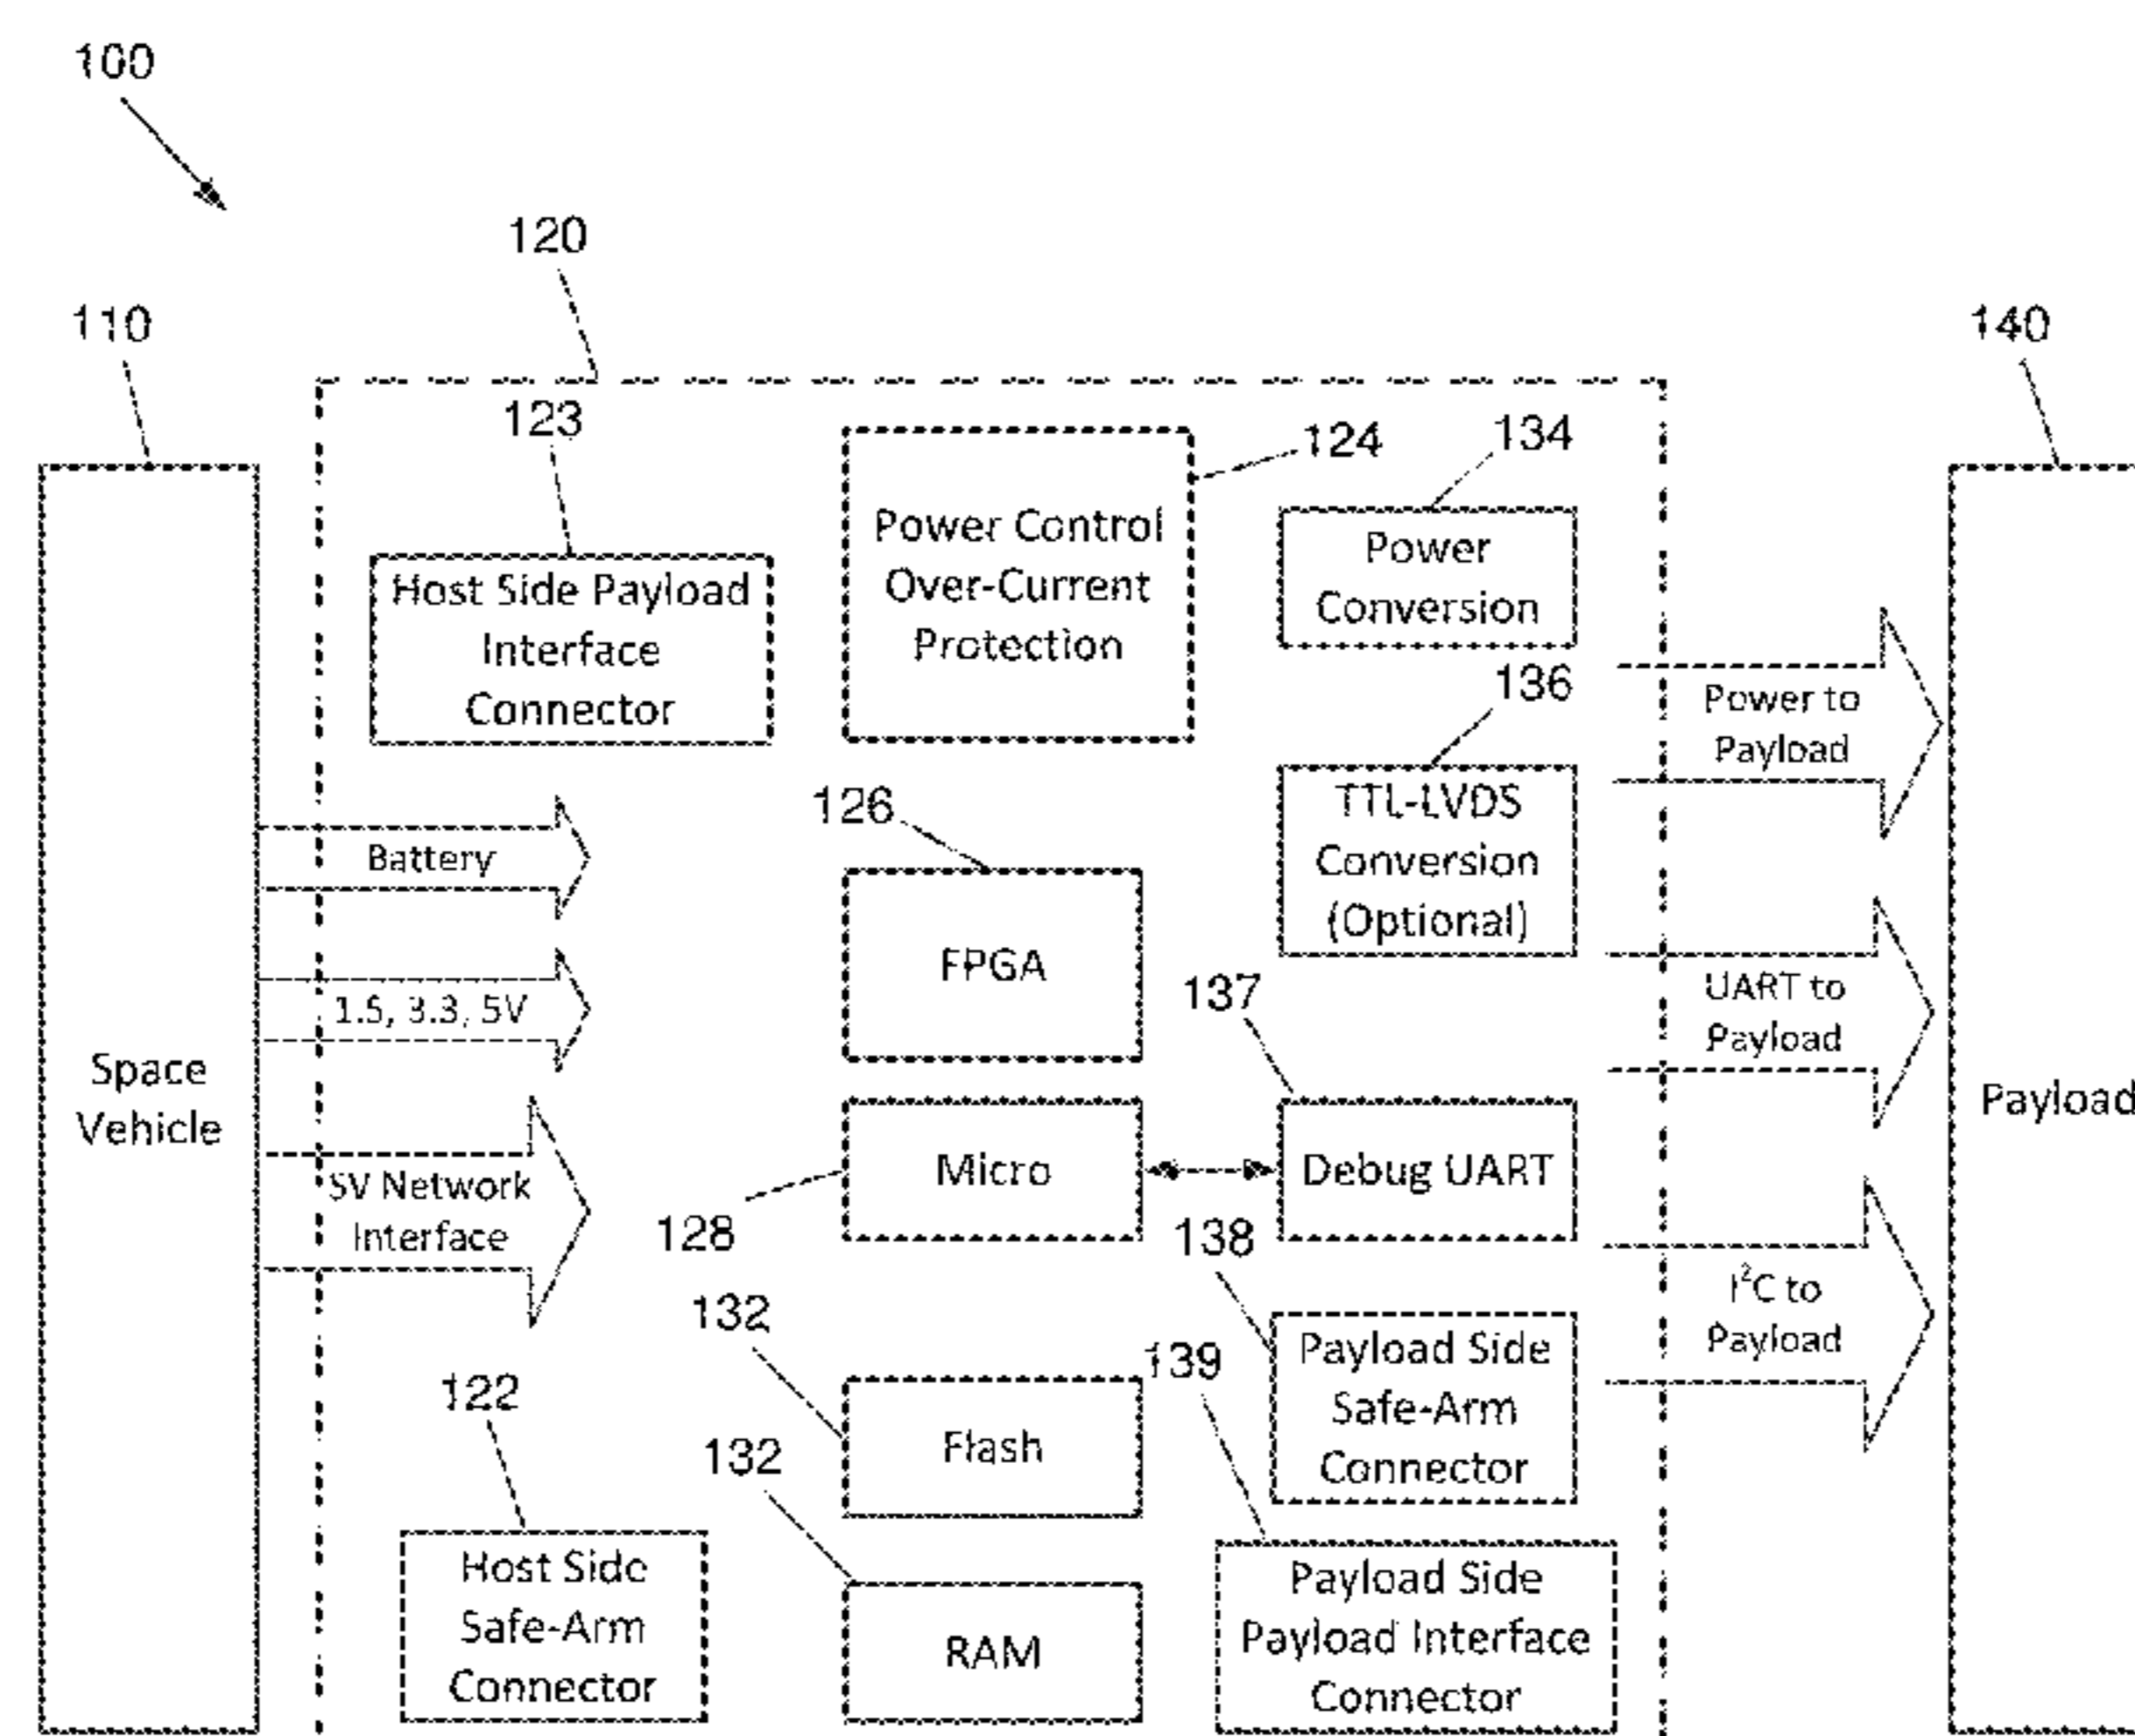 100
120
110
140
123
124
134
Power Control
Over-Current
Protection
Power
Conversion
Host Side Payload
Interface
Connector
136
Power to
Payload
126
TTL-LVDS
Conversion
(Optional)
Battery
FPGA
137
UART to
Payload
1.5, 3.3, 5V
Space
Vehicle
Payload
Micro
Debug UART
SV Network
Interface
128
138
I²C to
Payload
132
139
Payload Side
Safe-Arm
Connector
122
Flash
132
Host Side
Safe-Arm
Connector
RAM
Payload Side
Payload Interface
Connector